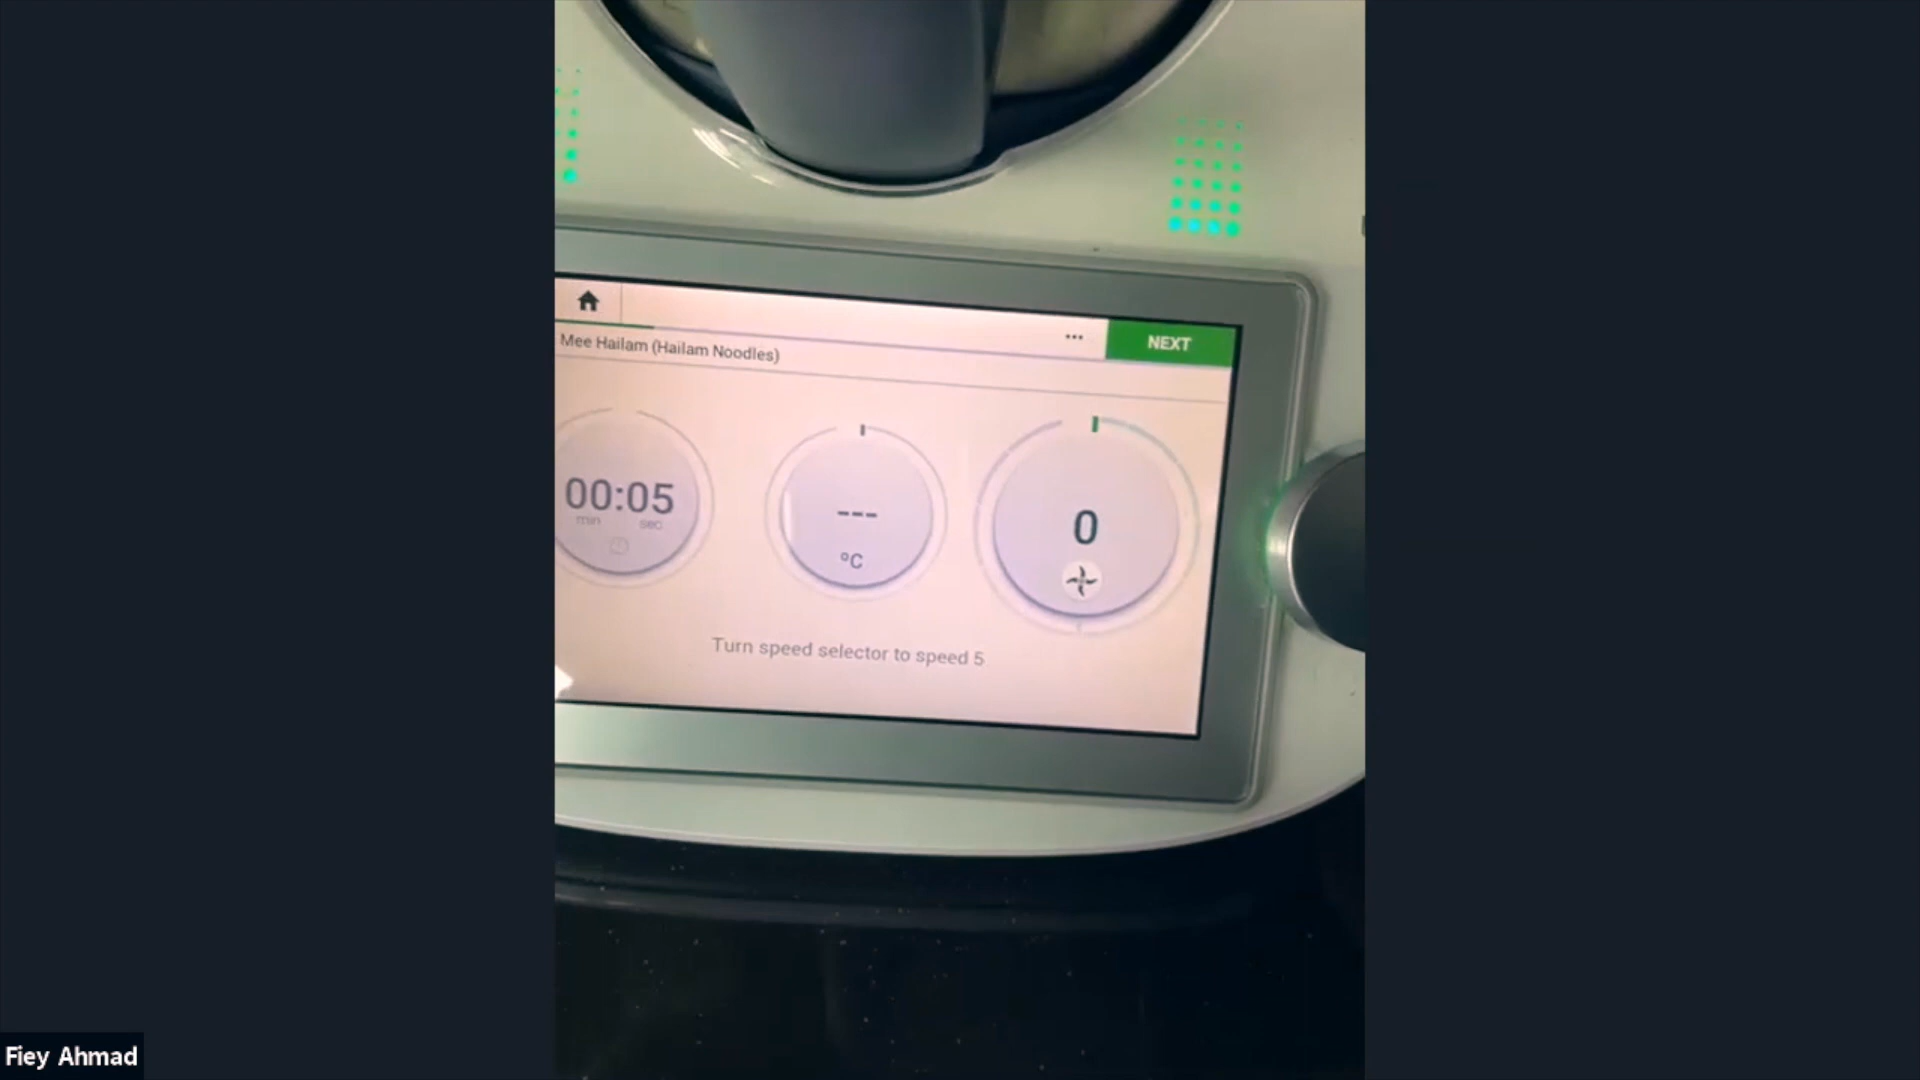 NEXT
Mee Hailam (Hailam Noodles)
00:05
min sec
---
°C
0
Turn speed selector to speed 5
Fiey Ahmad